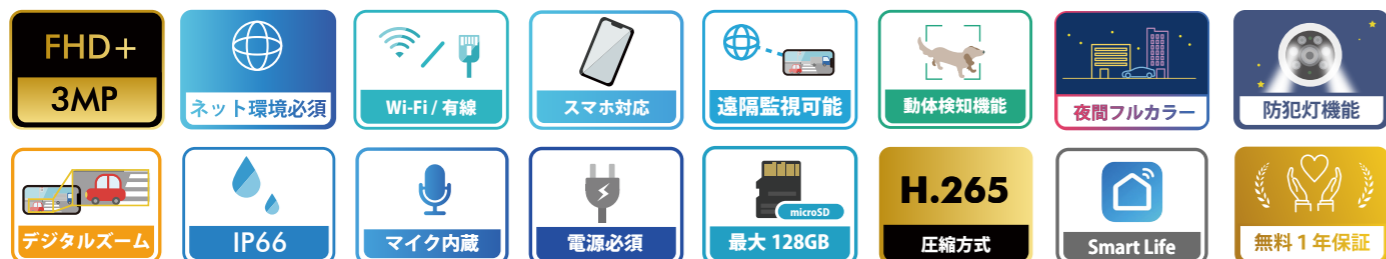 FHD+
3MP
ネット環境必須
Wi-Fi / 有線
スマホ対応
遠隔監視可能
動体検知機能
夜間フルカラー
防犯灯機能
デジタルズーム
IP66
マイク内蔵
電源必須
microSD
最大 128GB
H.265
圧縮方式
Smart Life
無料 1 年保証